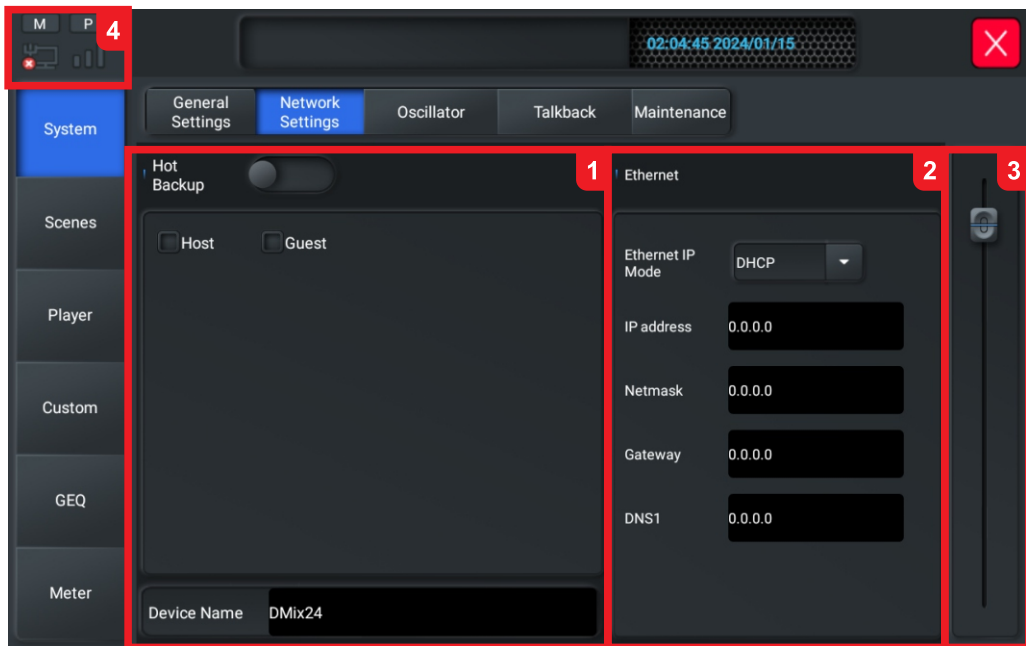 M P 4
02:04:45 2024/01/15
General
Settings
Network
Settings
Oscillator
Talkback
Maintenance
System
Scenes
Player
Custom
GEQ
Meter
Hot
Backup
1
Host Guest
Device Name DMix24
Ethernet
2
Ethernet IP
Mode
DHCP
IP address 0.0.0.0
Netmask 0.0.0.0
Gateway 0.0.0.0
DNS1 0.0.0.0
3